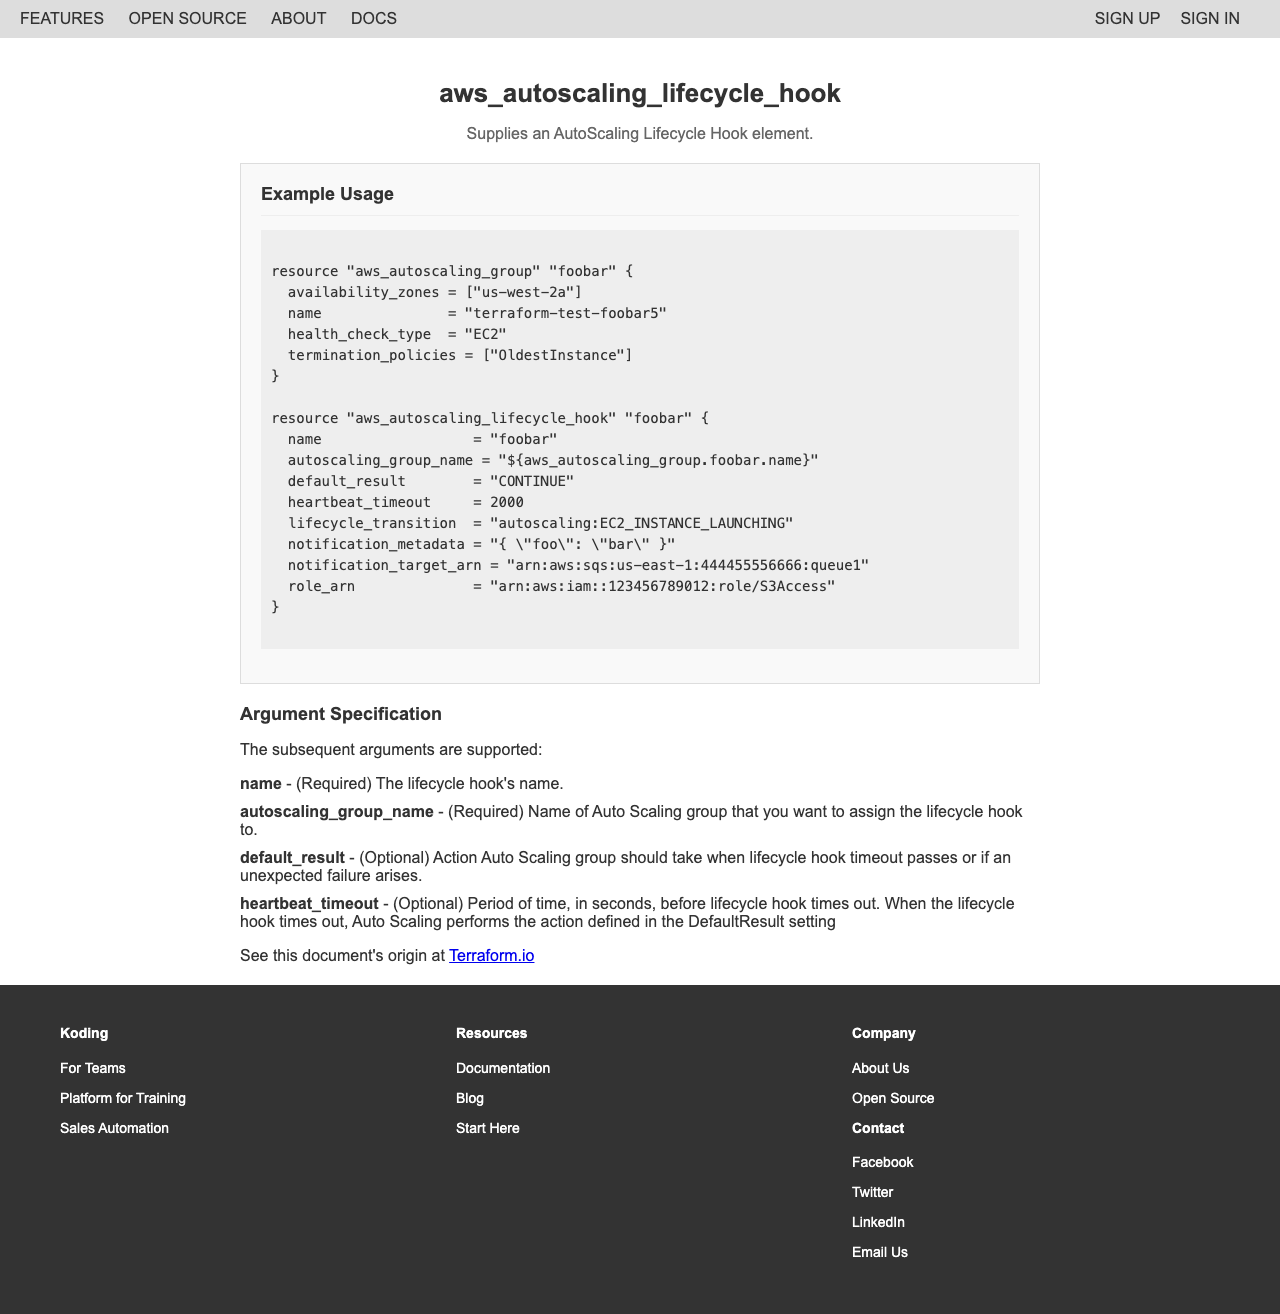 FEATURES OPEN SOURCE ABOUT DOCS SIGN UP SIGN IN
aws_autoscaling_lifecycle_hook
Supplies an AutoScaling Lifecycle Hook element.
Example Usage
resource "aws_autoscaling_group" "foobar" {
  availability_zones = ["us-west-2a"]
  name               = "terraform-test-foobar5"
  health_check_type  = "EC2"
  termination_policies = ["OldestInstance"]
}
resource "aws_autoscaling_lifecycle_hook" "foobar" {
  name                  = "foobar"
  autoscaling_group_name = "${aws_autoscaling_group.foobar.name}"
  default_result        = "CONTINUE"
  heartbeat_timeout     = 2000
  lifecycle_transition  = "autoscaling:EC2_INSTANCE_LAUNCHING"
  notification_metadata = "{ \"foo\": \"bar\" }"
  notification_target_arn = "arn:aws:sqs:us-east-1:444455556666:queue1"
  role_arn              = "arn:aws:iam::123456789012:role/S3Access"
}
Argument Specification
The subsequent arguments are supported:
name - (Required) The lifecycle hook's name.
autoscaling_group_name - (Required) Name of Auto Scaling group that you want to assign the lifecycle hook
to.
default_result - (Optional) Action Auto Scaling group should take when lifecycle hook timeout passes or if an
unexpected failure arises.
heartbeat_timeout - (Optional) Period of time, in seconds, before lifecycle hook times out. When the lifecycle
hook times out, Auto Scaling performs the action defined in the DefaultResult setting
See this document's origin at Terraform.io
Koding
For Teams
Platform for Training
Sales Automation
Resources
Documentation
Blog
Start Here
Company
About Us
Open Source
Contact
Facebook
Twitter
LinkedIn
Email Us